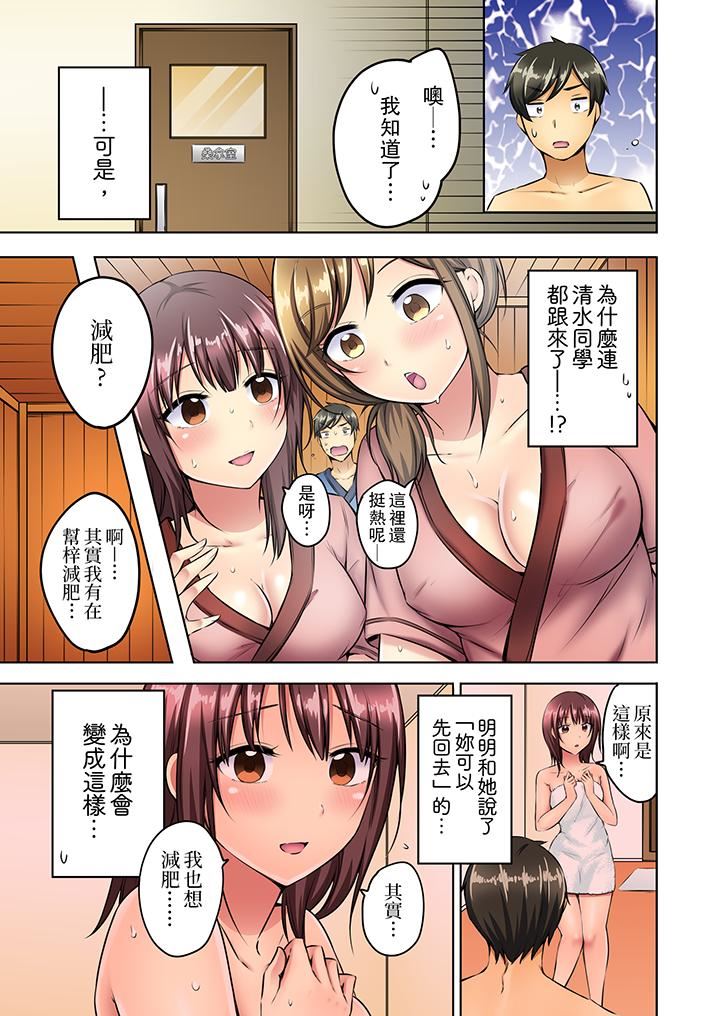 噢—…
我知道了…
桑拿室
—…可是，
為什麼連
清水同學
都跟來了—…!?
這裡還
挺熱呢—
是呀…
減肥？
啊—…
其實我有在
幫梓減肥…
原來是
這樣啊…
明明和她說了
「妳可以
先回去」的…
其實…
我也想
減肥……
為什麼會
變成這樣…